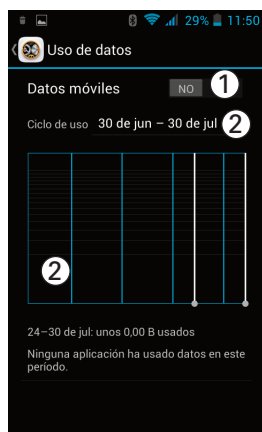 29% 11:50
Uso de datos
Datos móviles NO 1
Ciclo de uso 30 de jun – 30 de jul 2
2
24–30 de jul: unos 0,00 B usados
Ninguna aplicación ha usado datos en este
período.